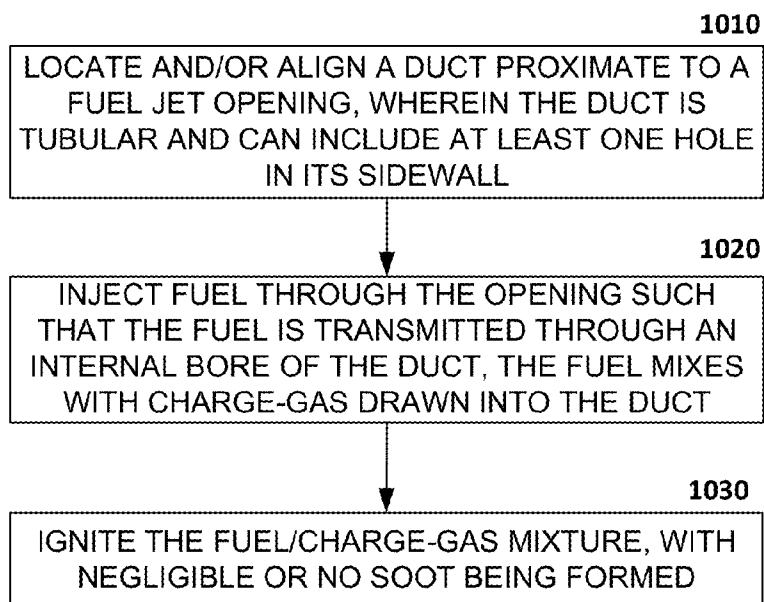 1010
LOCATE AND/OR ALIGN A DUCT PROXIMATE TO A
FUEL JET OPENING, WHEREIN THE DUCT IS
TUBULAR AND CAN INCLUDE AT LEAST ONE HOLE
IN ITS SIDEWALL
1020
INJECT FUEL THROUGH THE OPENING SUCH
THAT THE FUEL IS TRANSMITTED THROUGH AN
INTERNAL BORE OF THE DUCT, THE FUEL MIXES
WITH CHARGE-GAS DRAWN INTO THE DUCT
1030
IGNITE THE FUEL/CHARGE-GAS MIXTURE, WITH
NEGLIGIBLE OR NO SOOT BEING FORMED